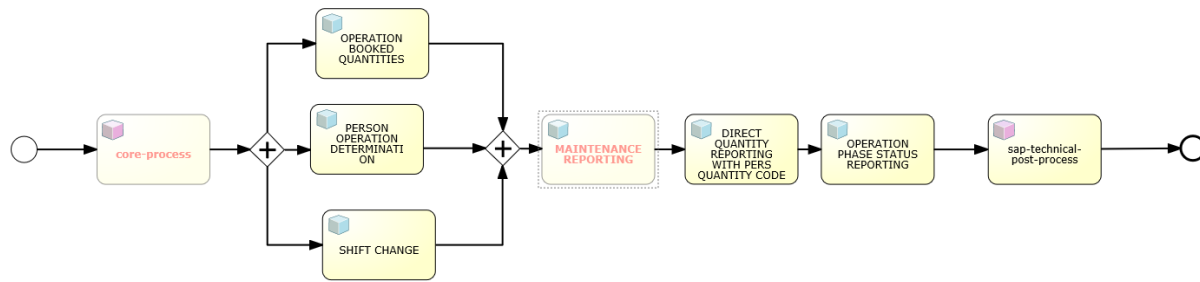 core-process
OPERATION
BOOKED
QUANTITIES
PERSON
OPERATION
DETERMINATI
ON
SHIFT CHANGE
MAINTENANCE
REPORTING
DIRECT
QUANTITY
REPORTING
WITH PERS
QUANTITY CODE
OPERATION
PHASE STATUS
REPORTING
sap-technical-
post-process